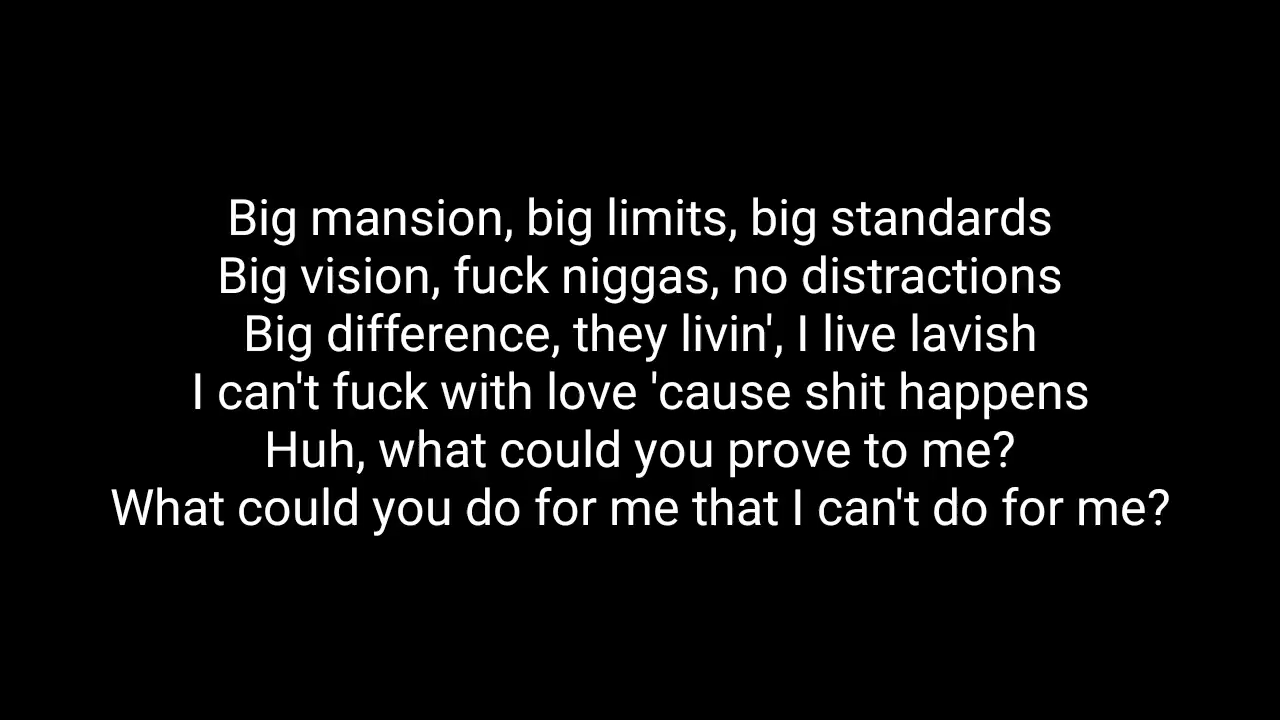 Big mansion, big limits, big standards
Big vision, fuck niggas, no distractions
Big difference, they livin', I live lavish
I can't fuck with love 'cause shit happens
Huh, what could you prove to me?
What could you do for me that I can't do for me?